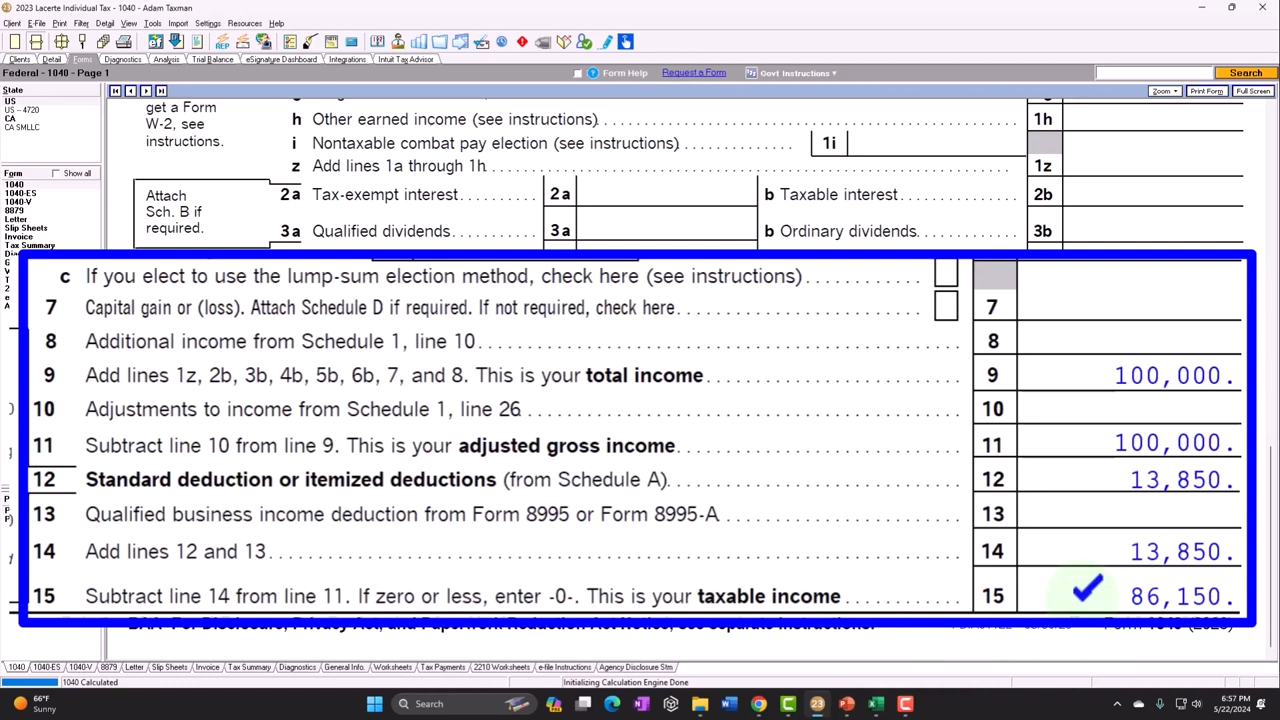 2023 Lacerte Individual Tax - 1040 - Adam Taxman
Client E-File Print Filter Detail View Tools Import Settings Resources Help
REP
Clients Detail Forms Diagnostics Analysis Trial Balance eSignature Dashboard Integrations Intuit Tax Advisor
Federal - 1040 - Page 1
Form Help Request a Form Govt Instructions Search
State
Zoom Print Form Full Screen
US
US - 4720
CA
CA SMLLC
Form Show all
1040
1040-ES
1040-V
8879
Letter
Slip Sheets
Invoice
Tax Summary
get a Form
W-2, see
instructions.
h Other earned income (see instructions) 1h
i Nontaxable combat pay election (see instructions) 1i
z Add lines 1a through 1h 1z
Attach
Sch. B if
required.
2a Tax-exempt interest 2a b Taxable interest 2b
3a Qualified dividends 3a b Ordinary dividends 3b
c If you elect to use the lump-sum election method, check here (see instructions)
7 Capital gain or (loss). Attach Schedule D if required. If not required, check here 7
8 Additional income from Schedule 1, line 10 8
9 Add lines 1z, 2b, 3b, 4b, 5b, 6b, 7, and 8. This is your total income 9 100,000.
10 Adjustments to income from Schedule 1, line 26 10
11 Subtract line 10 from line 9. This is your adjusted gross income 11 100,000.
12 Standard deduction or itemized deductions (from Schedule A) 12 13,850.
13 Qualified business income deduction from Form 8995 or Form 8995-A 13
14 Add lines 12 and 13 14 13,850.
15 Subtract line 14 from line 11. If zero or less, enter -0-. This is your taxable income 15 86,150.
1040 1040-ES 1040-V 8879 Letter Slip Sheets Invoice Tax Summary Diagnostics General Info. Worksheets Tax Payments 2210 Worksheets e-file Instructions Agency Disclosure Stm
1040 Calculated Initializing Calculation Engine Done
66°F
Sunny
Search
23
6:57 PM
5/22/2024